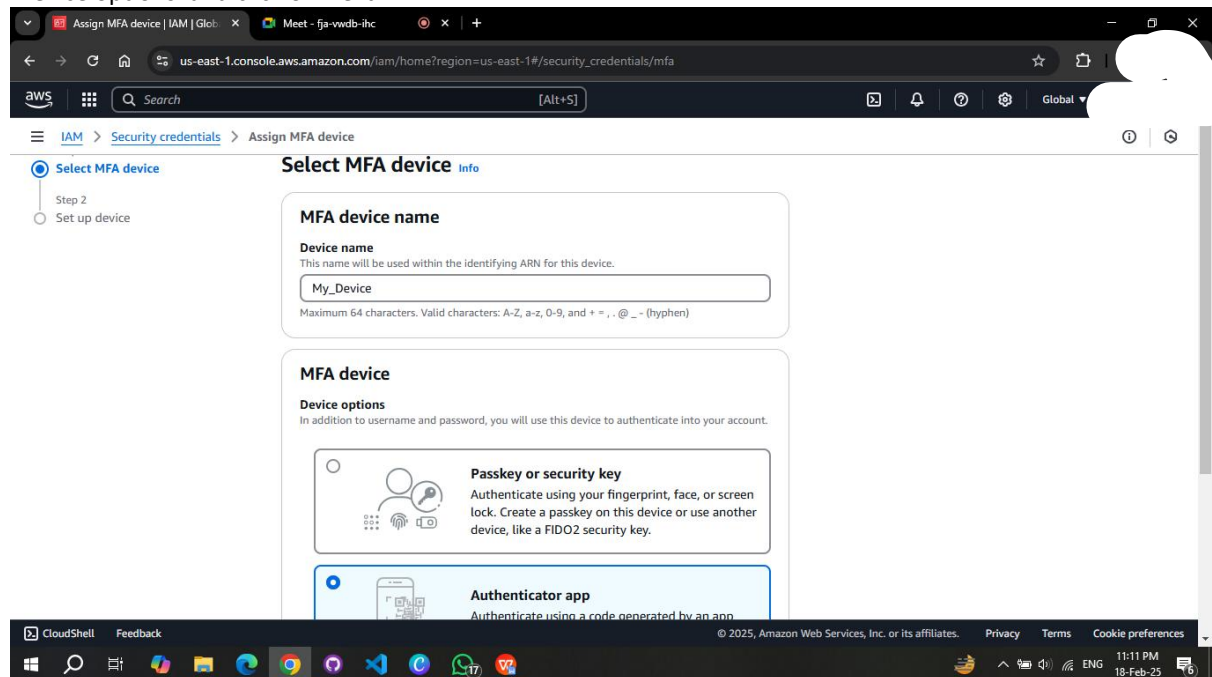 Assign MFA device | IAM | Glob
Meet - fja-vwdb-ihc
us-east-1.console.aws.amazon.com/iam/home?region=us-east-1#/security_credentials/mfa
aws
Search
[Alt+S]
Global
IAM > Security credentials > Assign MFA device
Select MFA device
Step 2
Set up device
Select MFA device Info
MFA device name
Device name
This name will be used within the identifying ARN for this device.
My_Device
Maximum 64 characters. Valid characters: A-Z, a-z, 0-9, and + = , . @ _ - (hyphen)
MFA device
Device options
In addition to username and password, you will use this device to authenticate into your account.
Passkey or security key
Authenticate using your fingerprint, face, or screen
lock. Create a passkey on this device or use another
device, like a FIDO2 security key.
Authenticator app
Authenticate using a code generated by an app
CloudShell Feedback
© 2025, Amazon Web Services, Inc. or its affiliates. Privacy Terms Cookie preferences
17
ENG
11:11 PM
18-Feb-25
6